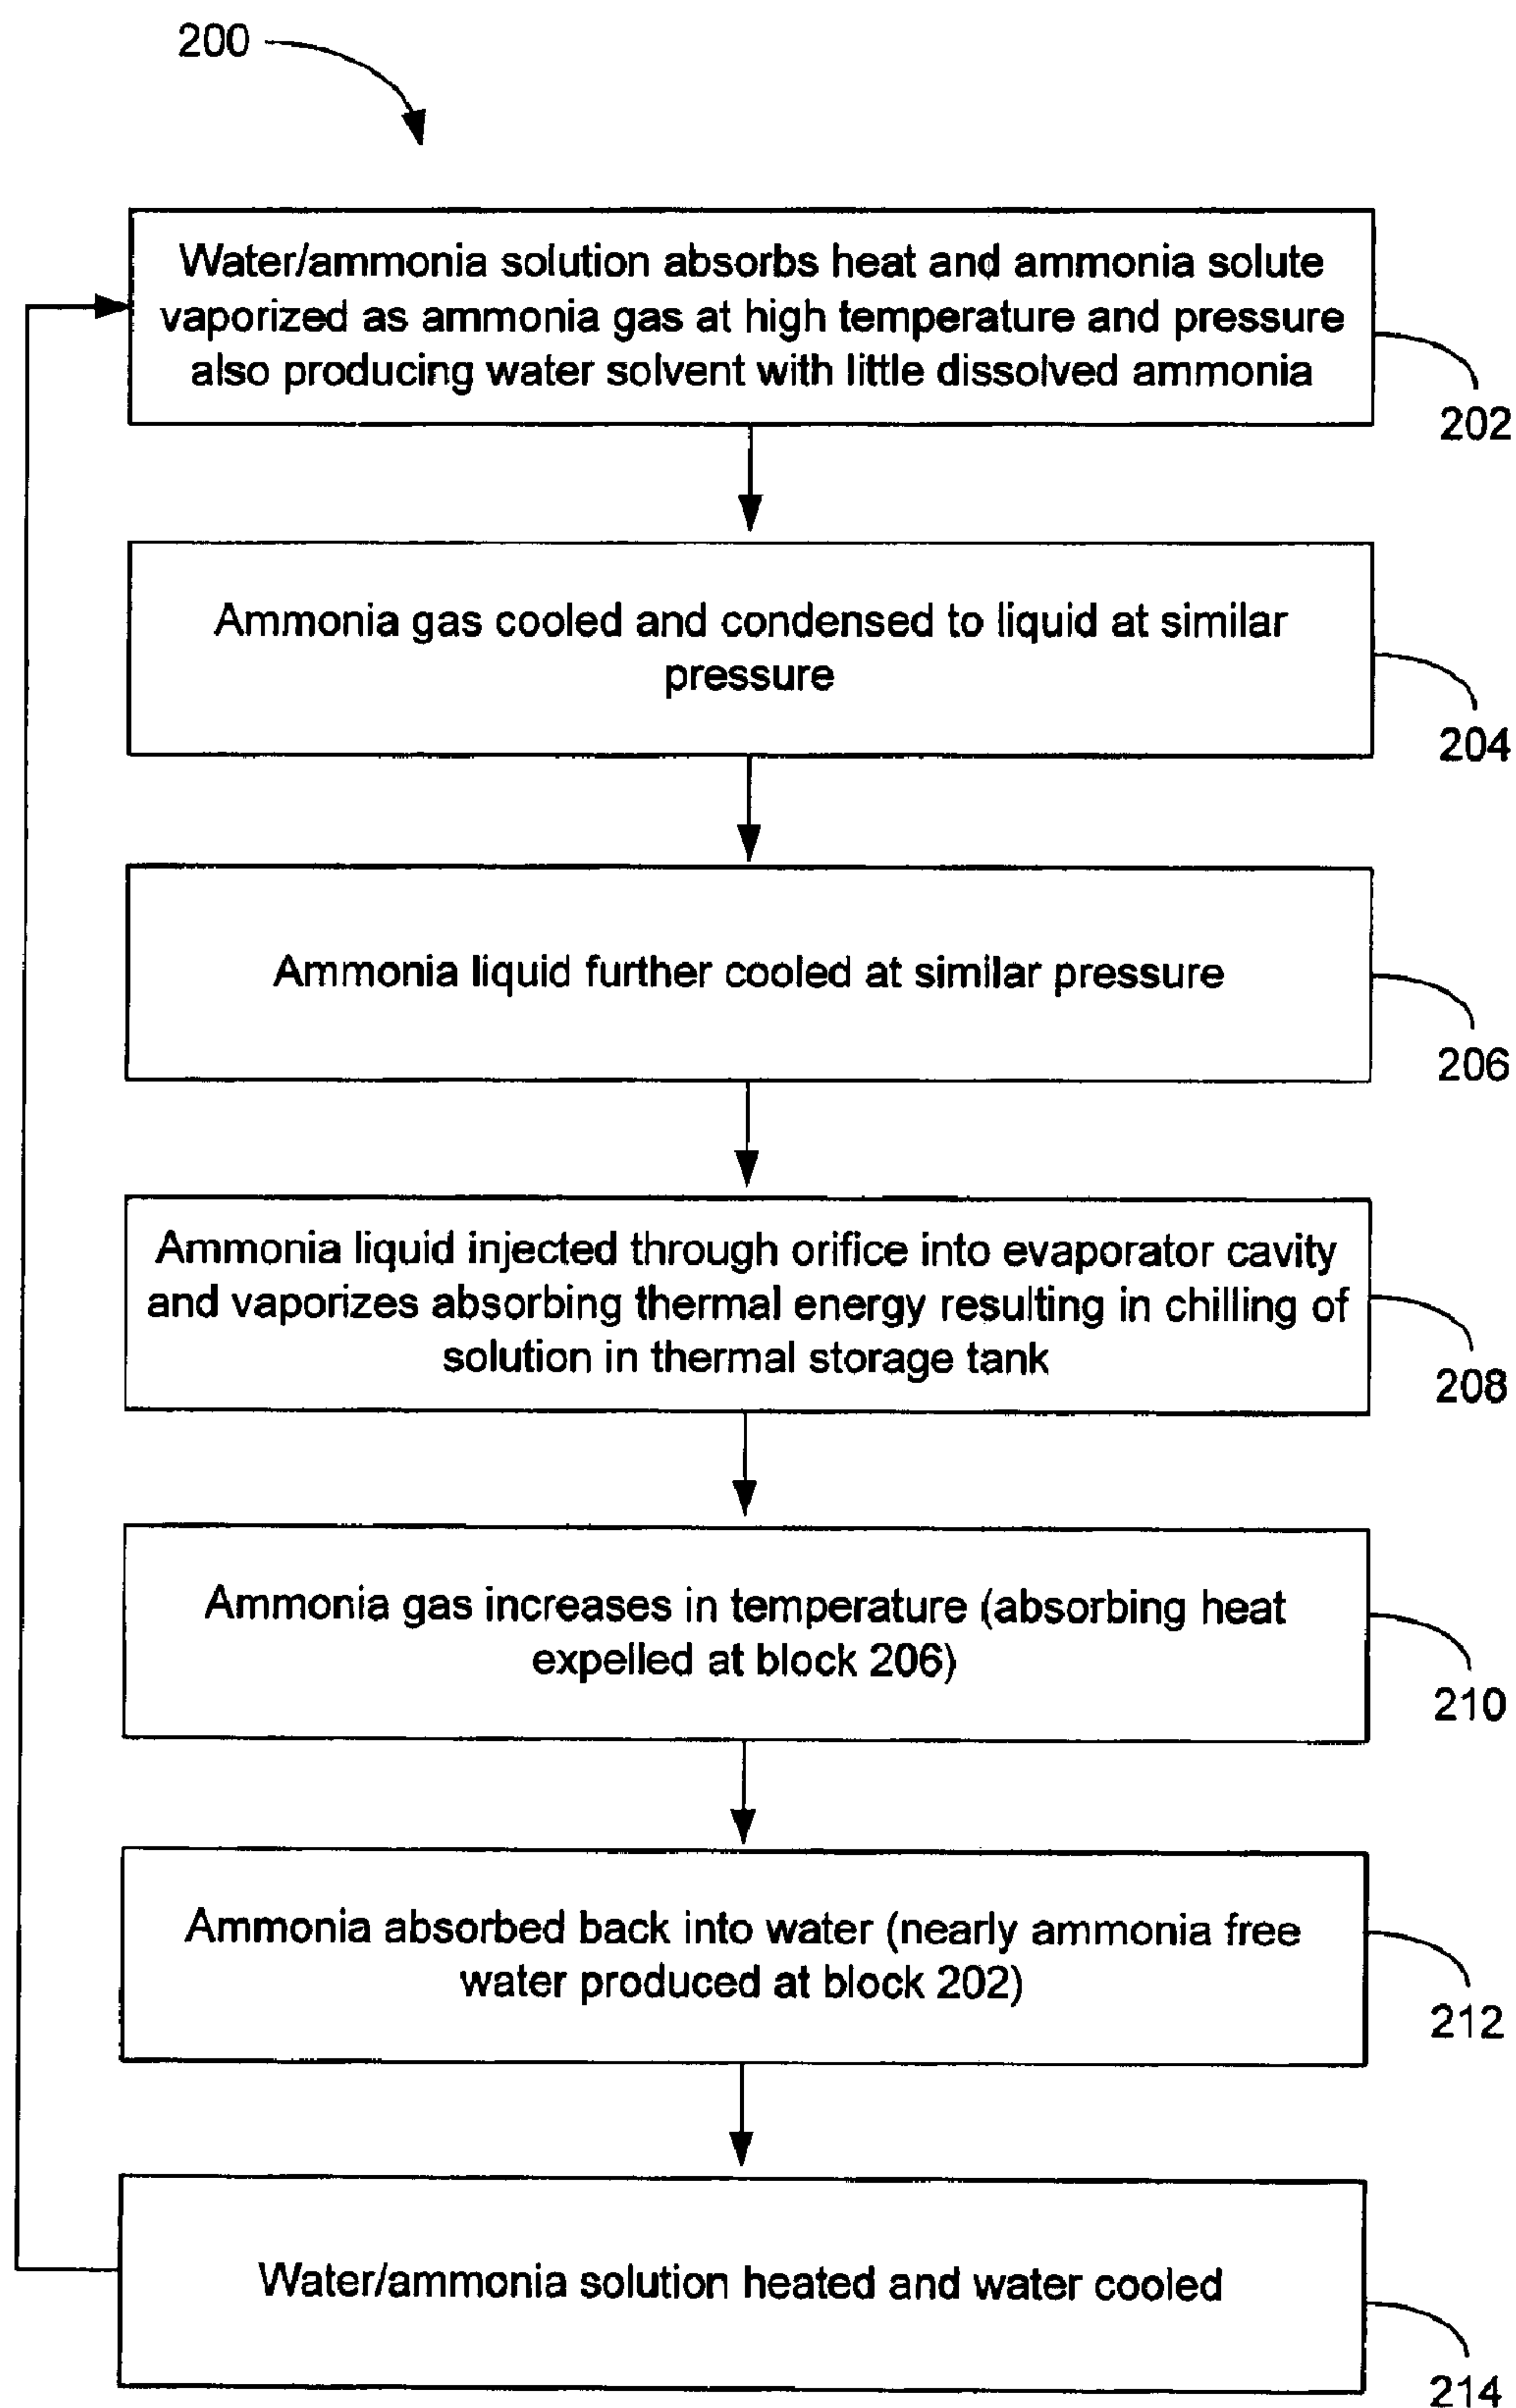 200
Water/ammonia solution absorbs heat and ammonia solute
vaporized as ammonia gas at high temperature and pressure
also producing water solvent with little dissolved ammonia
202
Ammonia gas cooled and condensed to liquid at similar
pressure
204
Ammonia liquid further cooled at similar pressure
206
Ammonia liquid injected through orifice into evaporator cavity
and vaporizes absorbing thermal energy resulting in chilling of
solution in thermal storage tank
208
Ammonia gas increases in temperature (absorbing heat
expelled at block 206)
210
Ammonia absorbed back into water (nearly ammonia free
water produced at block 202)
212
Water/ammonia solution heated and water cooled
214